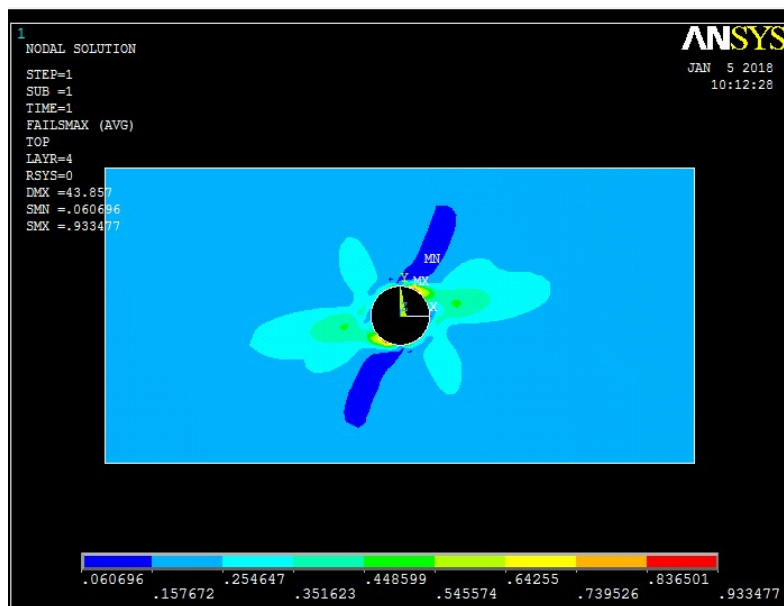 1
NODAL SOLUTION
ANSYS
JAN 5 2018
10:12:28
STEP=1
SUB =1
TIME=1
FAILSMAX (AVG)
TOP
LAYR=4
RSYS=0
DMX =43.857
SMN =.060696
SMX =.933477
MN
Y
MX
X
.060696 .254647 .448599 .64255 .836501
.157672 .351623 .545574 .739526 .933477